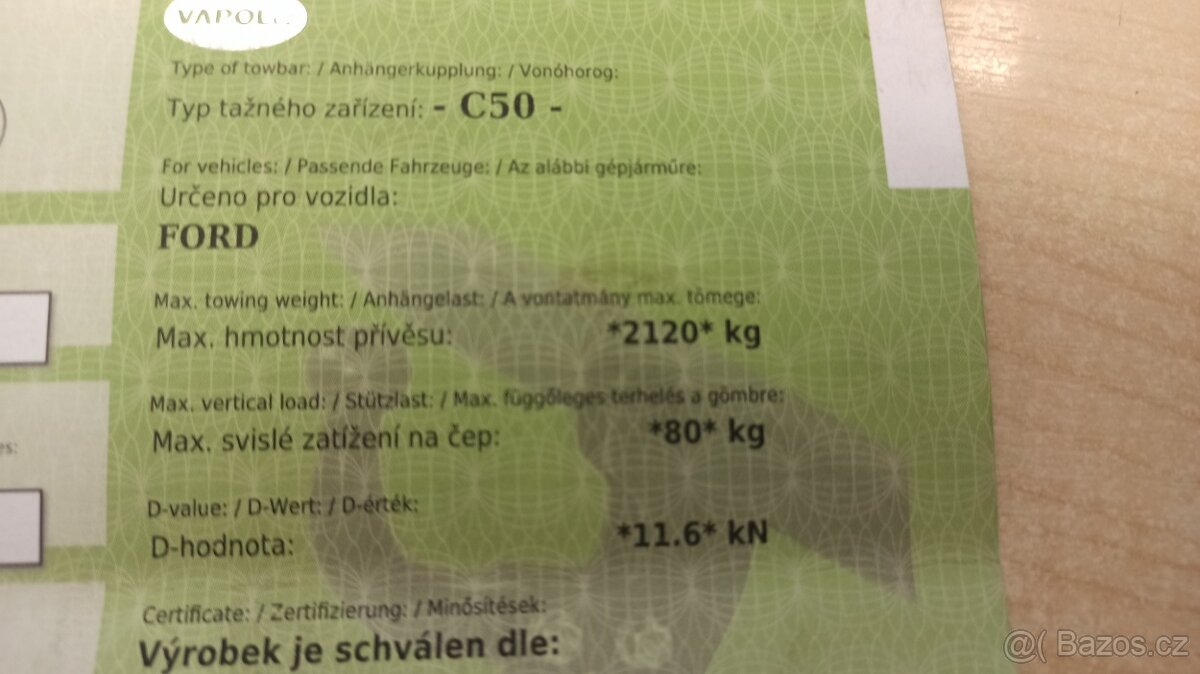 Type of towbar: / Anhängerkupplung: / Vonóhorog:
Typ tažného zařízení: - C50 -
For vehicles: / Passende Fahrzeuge: / Az alábbi gépjárműre:
Určeno pro vozidla:
FORD
Max. towing weight: / Anhängelast: / A vontatmány max. tömege:
Max. hmotnost přívěsu: *2120* kg
Max. vertical load: / Stützlast: / Max. függőleges terhelés a gömbre:
Max. svislé zatížení na čep: *80* kg
es:
D-value: / D-Wert: / D-érték:
D-hodnota: *11.6* kN
Certificate: / Zertifizierung: / Minősítések:
Výrobek je schválen dle:
Bazos.cz